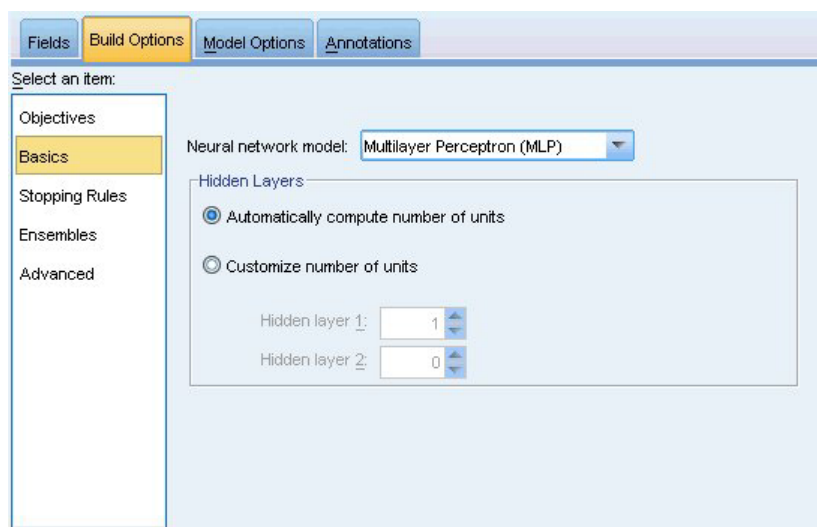 Fields Build Options Model Options Annotations
Select an item:
Objectives
Basics
Stopping Rules
Ensembles
Advanced
Neural network model: Multilayer Perceptron (MLP)
Hidden Layers
Automatically compute number of units
Customize number of units
Hidden layer 1: 1
Hidden layer 2: 0